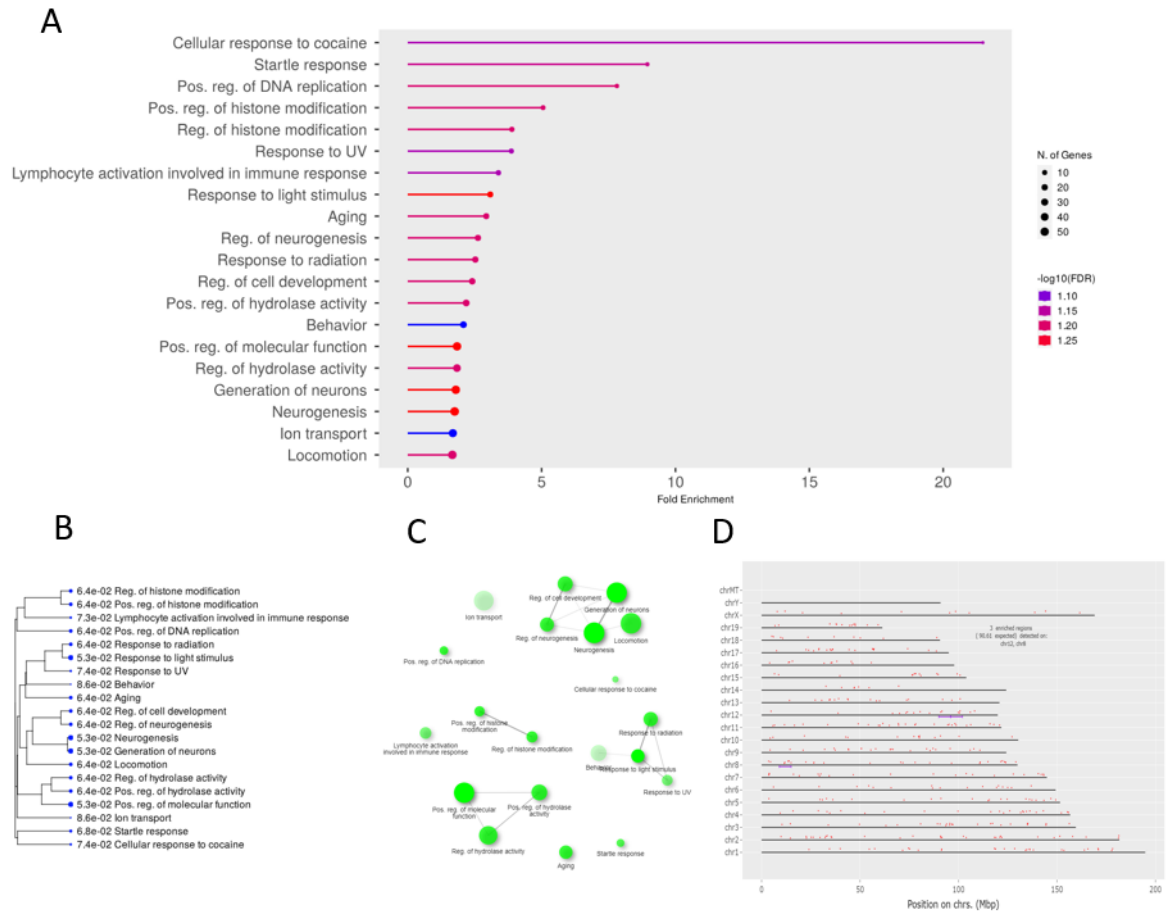 A
Cellular response to cocaine
Startle response
Pos. reg. of DNA replication
Pos. reg. of histone modification
Reg. of histone modification
Response to UV
Lymphocyte activation involved in immune response
Response to light stimulus
Aging
Reg. of neurogenesis
Response to radiation
Reg. of cell development
Pos. reg. of hydrolase activity
Behavior
Pos. reg. of molecular function
Reg. of hydrolase activity
Generation of neurons
Neurogenesis
Ion transport
Locomotion
0 5 10 15 20
Fold Enrichment
N. of Genes
10
20
30
40
50
-log10(FDR)
1.10
1.15
1.20
1.25
B
6.4e-02 Reg. of histone modification
6.4e-02 Pos. reg. of histone modification
7.3e-02 Lymphocyte activation involved in immune response
6.4e-02 Pos. reg. of DNA replication
6.4e-02 Response to radiation
5.3e-02 Response to light stimulus
7.4e-02 Response to UV
8.6e-02 Behavior
6.4e-02 Aging
6.4e-02 Reg. of cell development
6.4e-02 Reg. of neurogenesis
5.3e-02 Neurogenesis
5.3e-02 Generation of neurons
6.4e-02 Locomotion
6.4e-02 Reg. of hydrolase activity
6.4e-02 Pos. reg. of hydrolase activity
5.3e-02 Pos. reg. of molecular function
8.6e-02 Ion transport
6.8e-02 Startle response
7.4e-02 Cellular response to cocaine
C
Ion transport
Reg. of cell development
Generation of neurons
Reg. of neurogenesis
Locomotion
Neurogenesis
Pos. reg. of DNA replication
Cellular response to cocaine
Pos. reg. of histone
modification
Reg. of histone modification
Lymphocyte activation
involved in immune response
Response to radiation
Behavior
Response to light stimulus
Response to UV
Pos. reg. of molecular
function
Pos. reg. of hydrolase
activity
Reg. of hydrolase activity
Aging
Startle response
D
chrMT
chrY
chrX
chr19
chr18
chr17
chr16
chr15
chr14
chr13
chr12
chr11
chr10
chr9
chr8
chr7
chr6
chr5
chr4
chr3
chr2
chr1
3 enriched regions
expected) detected on:
chr12, chr8
0 50 100 150 200
Position on chrs. (Mbp)